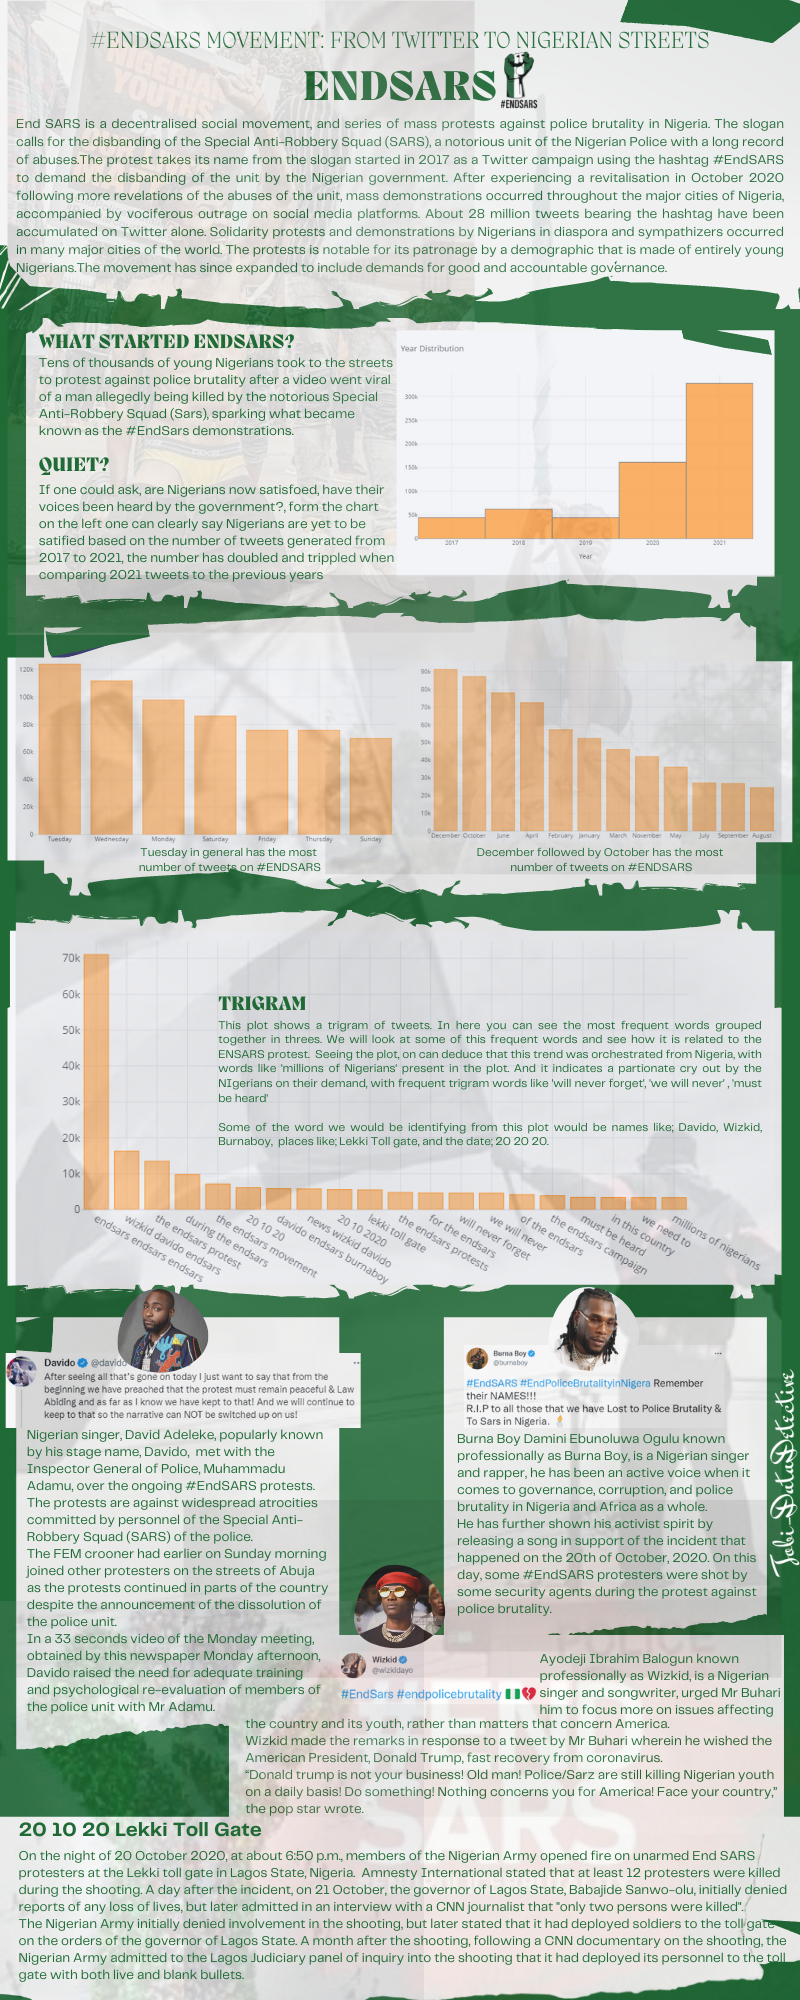 #ENDSARS MOVEMENT: FROM TWITTER TO NIGERIAN STREETS
ENDSARS
#ENDSARS
End SARS is a decentralised social movement, and series of mass protests against police brutality in Nigeria. The slogan
calls for the disbanding of the Special Anti-Robbery Squad (SARS), a notorious unit of the Nigerian Police with a long record
of abuses.The protest takes its name from the slogan started in 2017 as a Twitter campaign using the hashtag #EndSARS
to demand the disbanding of the unit by the Nigerian government. After experiencing a revitalisation in October 2020
following more revelations of the abuses of the unit, mass demonstrations occurred throughout the major cities of Nigeria,
accompanied by vociferous outrage on social media platforms. About 28 million tweets bearing the hashtag have been
accumulated on Twitter alone. Solidarity protests and demonstrations by Nigerians in diaspora and sympathizers occurred
in many major cities of the world. The protests is notable for its patronage by a demographic that is made of entirely young
Nigerians.The movement has since expanded to include demands for good and accountable governance.
WHAT STARTED ENDSARS?
Tens of thousands of young Nigerians took to the streets
to protest against police brutality after a video went viral
of a man allegedly being killed by the notorious Special
Anti-Robbery Squad (Sars), sparking what became
known as the #EndSars demonstrations.
QUIET?
If one could ask, are Nigerians now satisfoed, have their
voices been heard by the government?, form the chart
on the left one can clearly say Nigerians are yet to be
satified based on the number of tweets generated from
2017 to 2021, the number has doubled and trippled when
comparing 2021 tweets to the previous years
Year Distribution
300k
250k
200k
150k
100k
50k
0
2017 2018 2019 2020 2021
Year
120k
100k
80k
60k
40k
20k
0
Tuesday Wednesday Monday Saturday Friday Thursday Sunday
Tuesday in general has the most
number of tweets on #ENDSARS
90k
80k
70k
60k
50k
40k
30k
20k
10k
0
December October June April February January March November May July September August
December followed by October has the most
number of tweets on #ENDSARS
70k
60k
50k
40k
30k
20k
10k
0
TRIGRAM
This plot shows a trigram of tweets. In here you can see the most frequent words grouped
together in threes. We will look at some of this frequent words and see how it is related to the
ENSARS protest. Seeing the plot, on can deduce that this trend was orchestrated from Nigeria, with
words like 'millions of Nigerians' present in the plot. And it indicates a partionate cry out by the
NIgerians on their demand, with frequent trigram words like 'will never forget', 'we will never' , 'must
be heard'
Some of the word we would be identifying from this plot would be names like; Davido, Wizkid,
Burnaboy, places like; Lekki Toll gate, and the date; 20 20 20.
endsars endsars endsars
wizkid davido endsars
the endsars protest
during the endsars
the endsars movement
20 10 20
davido endsars burnaboy
news wizkid davido
20 10 2020
lekki toll gate
the endsars protests
for the endsars
will never forget
we will never
of the endsars
the endsars campaign
must be heard
in this country
we need to
millions of nigerians
Davido @davido
After seeing all that's gone on today I just want to say that from the
beginning we have preached that the protest must remain peaceful & Law
Abiding and as far as I know we have kept to that! And we will continue to
keep to that so the narrative can NOT be switched up on us!
Nigerian singer, David Adeleke, popularly known
by his stage name, Davido, met with the
Inspector General of Police, Muhammadu
Adamu, over the ongoing #EndSARS protests.
The protests are against widespread atrocities
committed by personnel of the Special Anti-
Robbery Squad (SARS) of the police.
The FEM crooner had earlier on Sunday morning
joined other protesters on the streets of Abuja
as the protests continued in parts of the country
despite the announcement of the dissolution of
the police unit.
In a 33 seconds video of the Monday meeting,
obtained by this newspaper Monday afternoon,
Davido raised the need for adequate training
and psychological re-evaluation of members of
the police unit with Mr Adamu.
Burna Boy
@burnaboy
#EndSARS #EndPoliceBrutalityinNigera Remember
their NAMES!!!
R.I.P to all those that we have Lost to Police Brutality &
To Sars in Nigeria.
Burna Boy Damini Ebunoluwa Ogulu known
professionally as Burna Boy, is a Nigerian singer
and rapper, he has been an active voice when it
comes to governance, corruption, and police
brutality in Nigeria and Africa as a whole.
He has further shown his activist spirit by
releasing a song in support of the incident that
happened on the 20th of October, 2020. On this
day, some #EndSARS protesters were shot by
some security agents during the protest against
police brutality.
Tobi-DataDetective
Wizkid
@wizkidayo
#EndSars #endpolicebrutality 🇳🇬💔
Ayodeji Ibrahim Balogun known
professionally as Wizkid, is a Nigerian
singer and songwriter, urged Mr Buhari
him to focus more on issues affecting
the country and its youth, rather than matters that concern America.
Wizkid made the remarks in response to a tweet by Mr Buhari wherein he wished the
American President, Donald Trump, fast recovery from coronavirus.
“Donald trump is not your business! Old man! Police/Sarz are still killing Nigerian youth
on a daily basis! Do something! Nothing concerns you for America! Face your country,”
the pop star wrote.
SARS
20 10 20 Lekki Toll Gate
On the night of 20 October 2020, at about 6:50 p.m., members of the Nigerian Army opened fire on unarmed End SARS
protesters at the Lekki toll gate in Lagos State, Nigeria. Amnesty International stated that at least 12 protesters were killed
during the shooting. A day after the incident, on 21 October, the governor of Lagos State, Babajide Sanwo-olu, initially denied
reports of any loss of lives, but later admitted in an interview with a CNN journalist that "only two persons were killed".
The Nigerian Army initially denied involvement in the shooting, but later stated that it had deployed soldiers to the toll gate
on the orders of the governor of Lagos State. A month after the shooting, following a CNN documentary on the shooting, the
Nigerian Army admitted to the Lagos Judiciary panel of inquiry into the shooting that it had deployed its personnel to the toll
gate with both live and blank bullets.